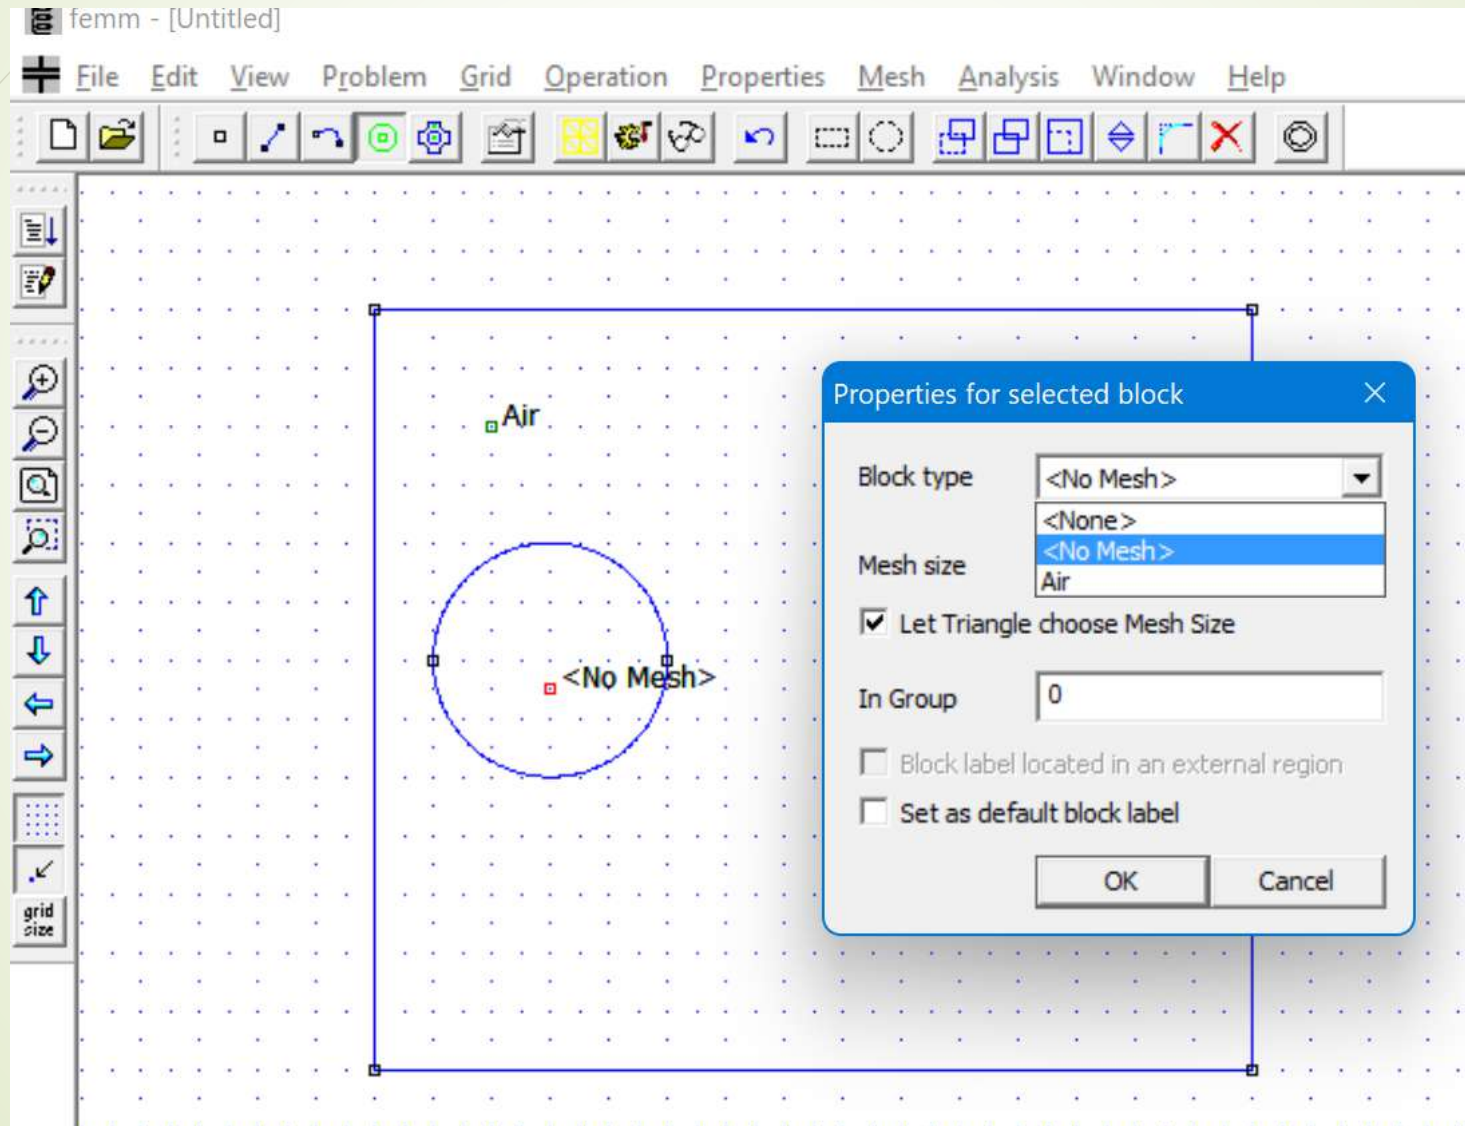 femm - [Untitled]
File Edit View Problem Grid Operation Properties Mesh Analysis Window Help
Air
<No Mesh>
grid
size
Properties for selected block
Block type
<No Mesh>
<None>
<No Mesh>
Air
Mesh size
Let Triangle choose Mesh Size
In Group
0
Block label located in an external region
Set as default block label
OK Cancel